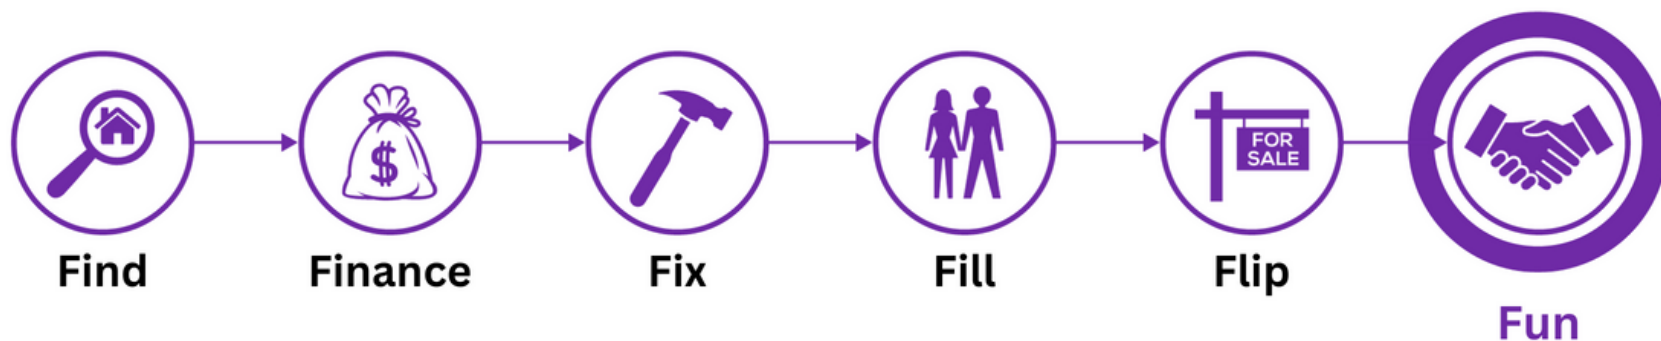 $
FOR
SALE
Find
Finance
Fix
Fill
Flip
Fun